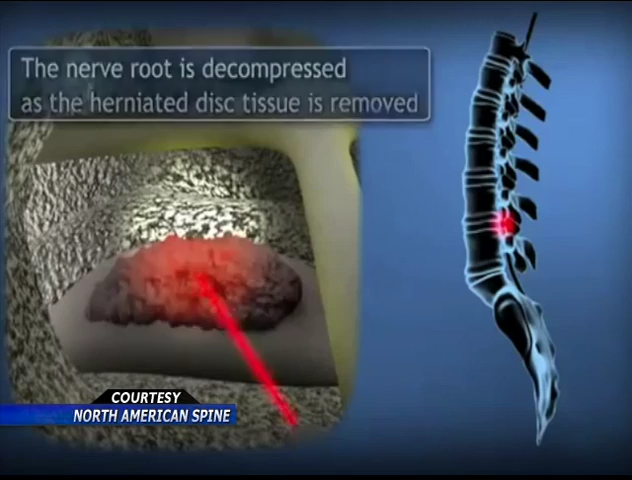 The nerve root is decompressed
as the herniated disc tissue is removed
COURTESY
NORTH AMERICAN SPINE